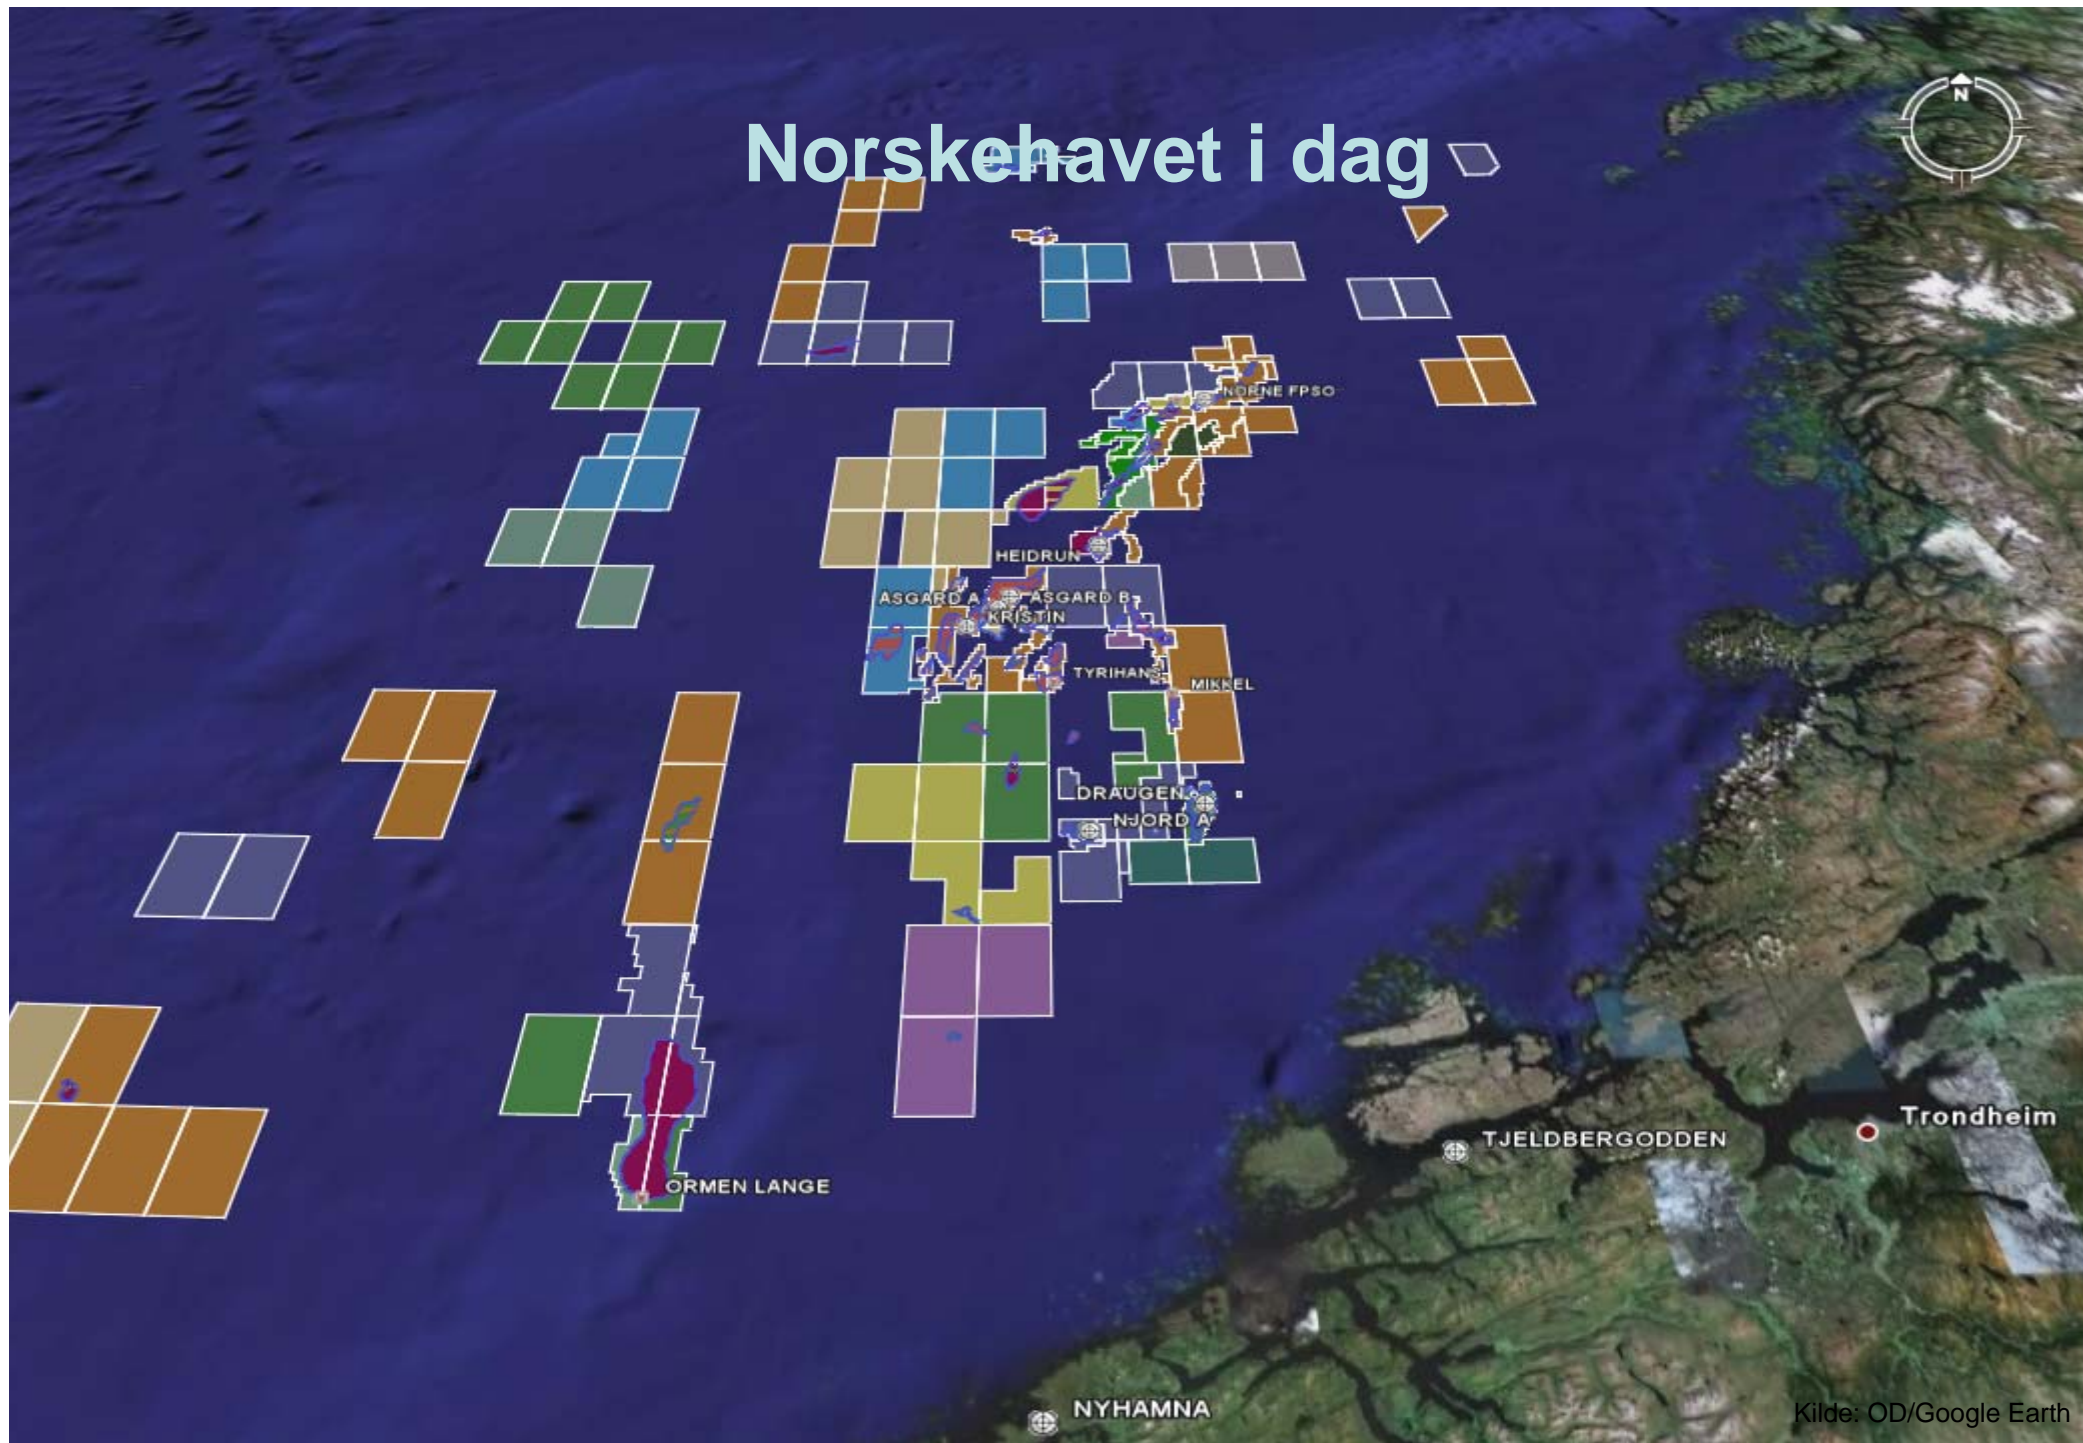 Norskehavet i dag
N
NORNE FPSO
HEIDRUN
ASGARD A
ASGARD B
KRISTIN
TYRIHANS
MIKKEL
DRAUGEN
NJORD A
Trondheim
TJELDBERGODDEN
ORMEN LANGE
NYHAMNA
Kilde: OD/Google Earth